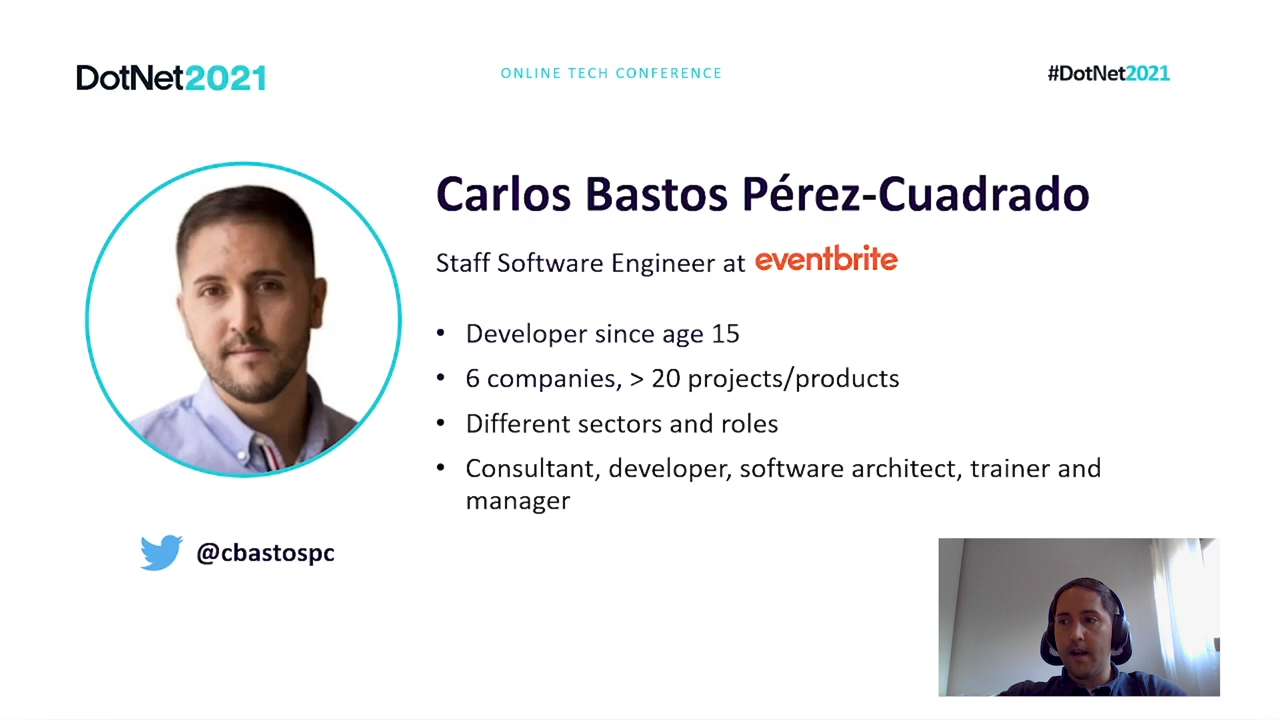 DotNet2021
ONLINE TECH CONFERENCE
#DotNet2021
Carlos Bastos Pérez-Cuadrado
Staff Software Engineer at eventbrite
• Developer since age 15
• 6 companies, > 20 projects/products
• Different sectors and roles
• Consultant, developer, software architect, trainer and
manager
@cbastospc